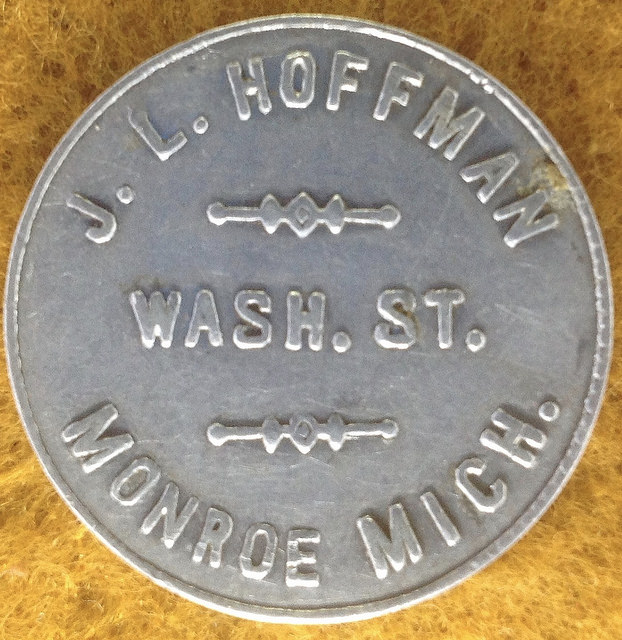 J. L. HOFFMAN
WASH. ST.
MONROE MICH.